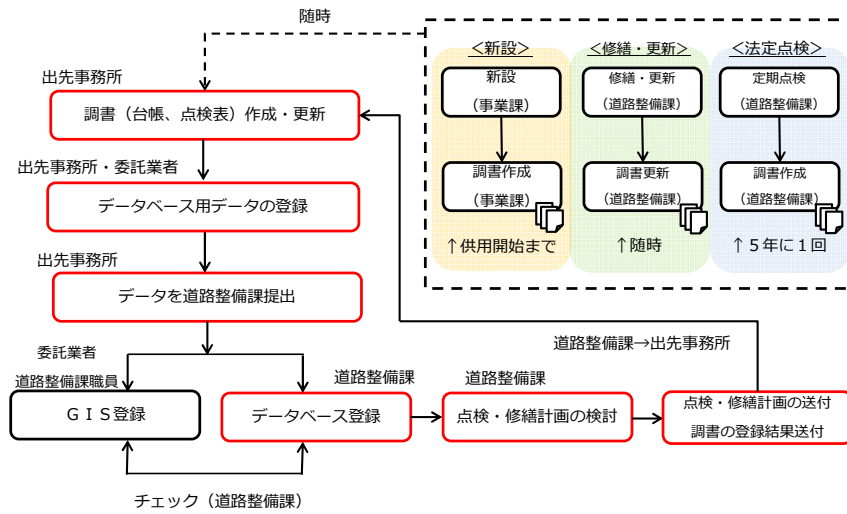 随時
＜新設＞
＜修繕・更新＞
＜法定点検＞
新設
（事業課）
修繕・更新
（道路整備課）
定期点検
（道路整備課）
調書作成
（事業課）
調書更新
（道路整備課）
調書作成
（道路整備課）
↑供用開始まで
↑随時
↑５年に１回
出先事務所
調書（台帳、点検表）作成・更新
出先事務所・委託業者
データベース用データの登録
出先事務所
データを道路整備課提出
委託業者
道路整備課職員
ＧＩＳ登録
道路整備課
データベース登録
道路整備課
点検・修繕計画の検討
道路整備課→出先事務所
点検・修繕計画の送付
調書の登録結果送付
チェック（道路整備課）